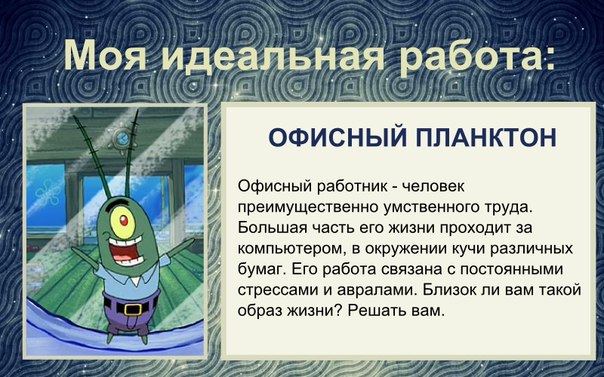 Моя идеальная работа:
ОФИСНЫЙ ПЛАНКТОН
Офисный работник - человек
преимущественно умственного труда.
Большая часть его жизни проходит за
компьютером, в окружении кучи различных
бумаг. Его работа связана с постоянными
стрессами и авралами. Близок ли вам такой
образ жизни? Решать вам.